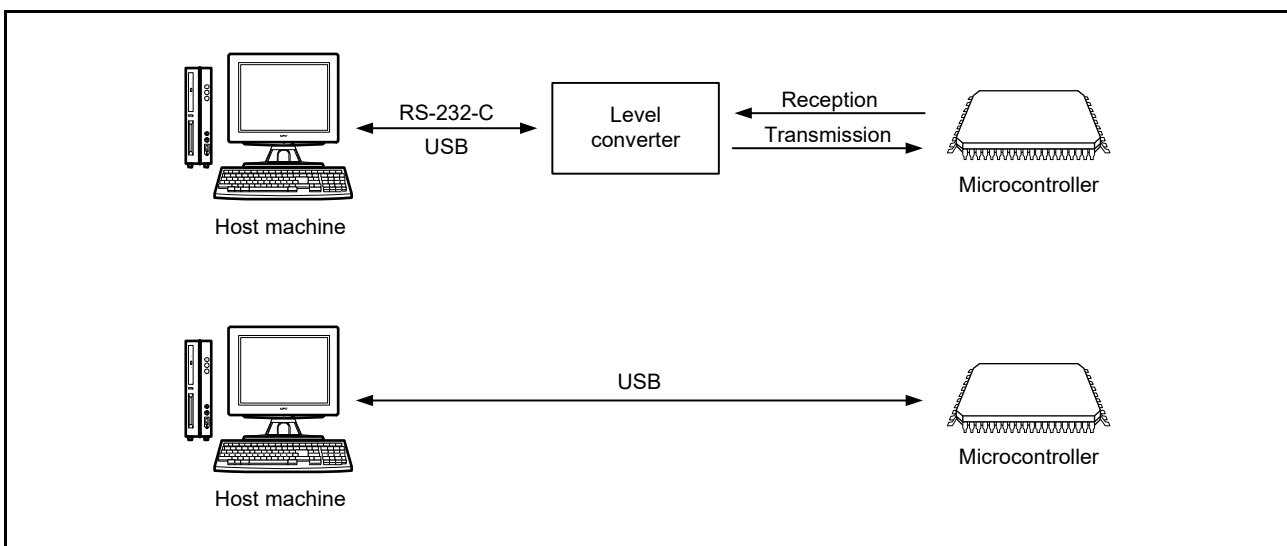 RS-232-C
USB
Level
converter
Reception
Transmission
Host machine
Microcontroller
USB
Host machine
Microcontroller